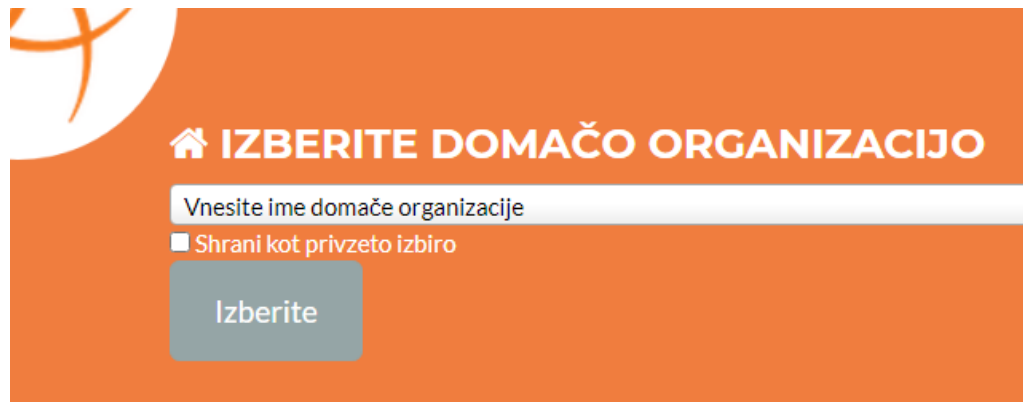 IZBERITE DOMAČO ORGANIZACIJO
Vnesite ime domače organizacije
Shrani kot privzeto izbiro
Izberite